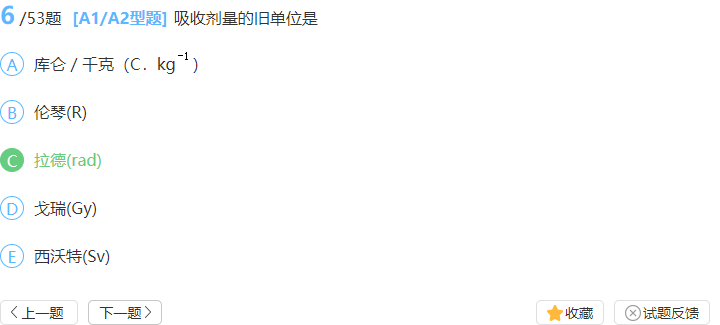 6/53题 [A1/A2型题] 吸收剂量的旧单位是
A 库仑/千克（C．kg⁻¹）
B 伦琴(R)
C 拉德(rad)
D 戈瑞(Gy)
E 西沃特(Sv)
上一题 下一题 收藏 试题反馈